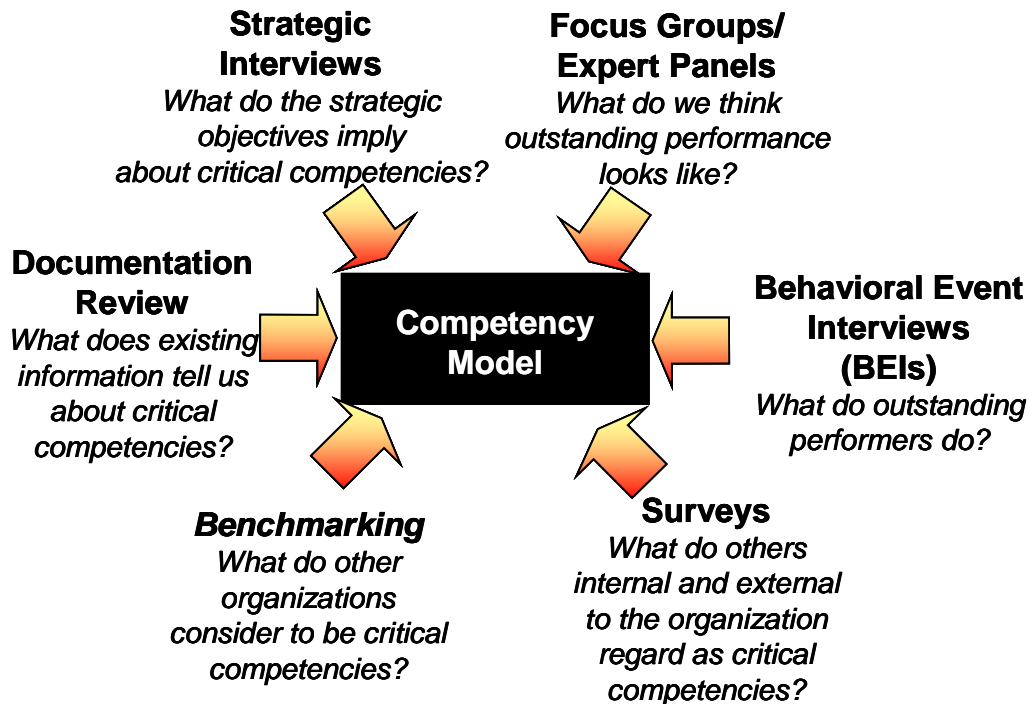 Strategic
Interviews
What do the strategic
objectives imply
about critical competencies?
Focus Groups/
Expert Panels
What do we think
outstanding performance
looks like?
Documentation
Review
What does existing
information tell us
about critical
competencies?
Competency
Model
Behavioral Event
Interviews
(BEIs)
What do outstanding
performers do?
Benchmarking
What do other
organizations
consider to be critical
competencies?
Surveys
What do others
internal and external
to the organization
regard as critical
competencies?